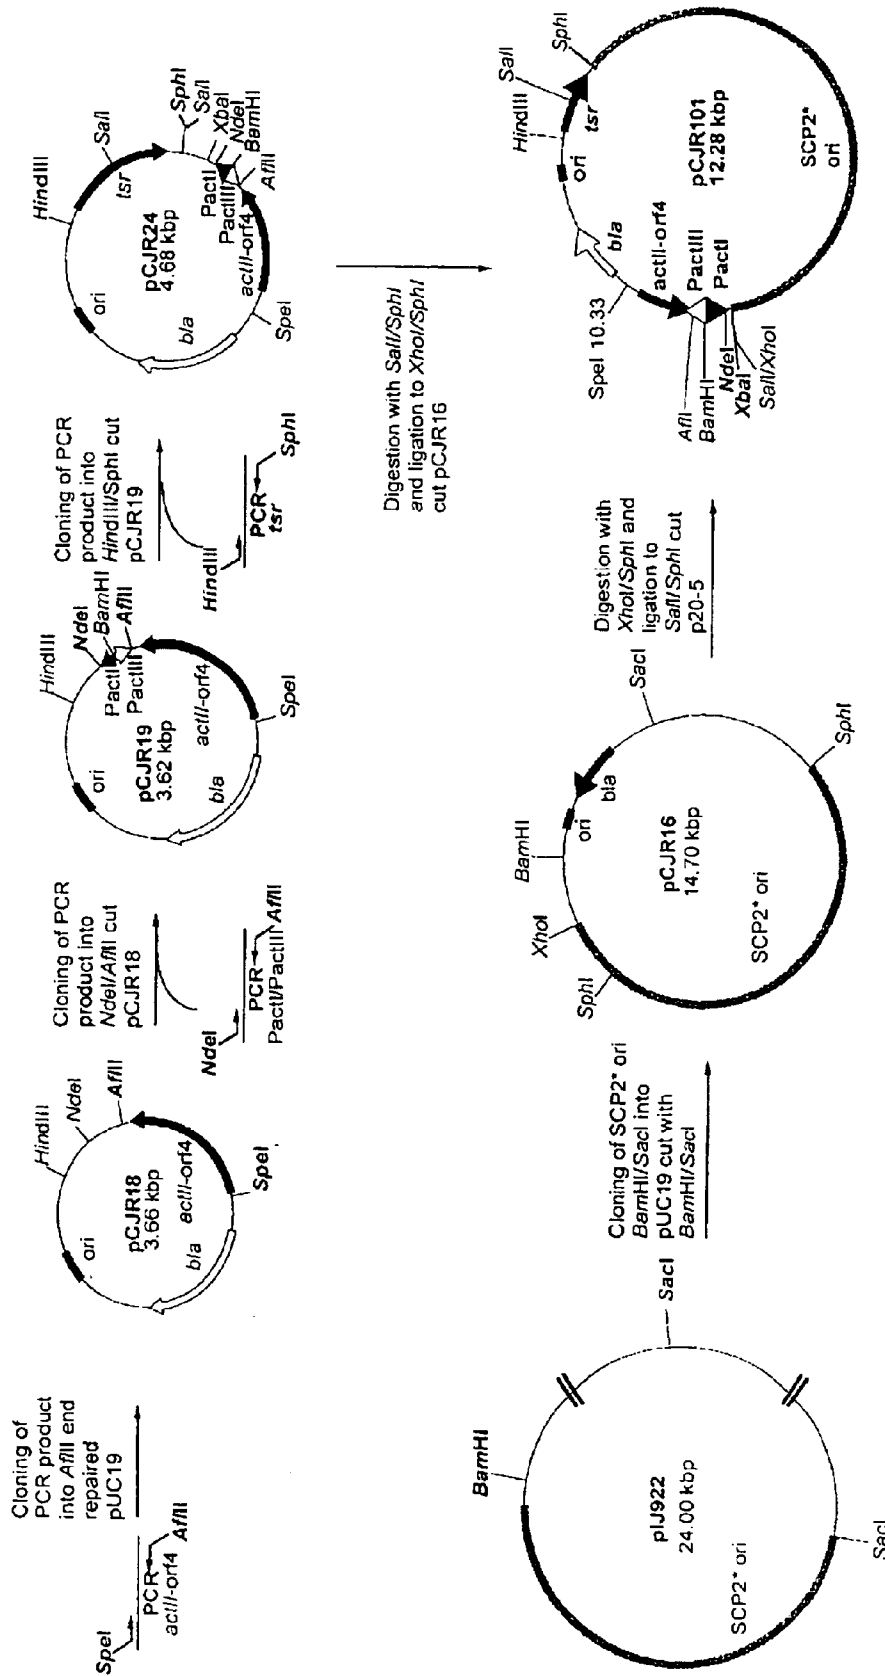 SpeI
PCR
actII-orf4
AflII
Cloning of
PCR product
into AflII end
repaired
pUC19
HindIII
NdeI
AflII
ori
pCJR18
3.66 kbp
actII-orf4
bla
SpeI
Cloning of PCR
product into
NdeI/AflII cut
pCJR18
NdeI
PCR
AflII
PactI/PactIII
HindIII
NdeI
BamHI
AflII
PactI
PactIII
ori
pCJR19
3.62 kbp
actII-orf4
bla
SpeI
Cloning of PCR
product into
HindIII/SphI cut
pCJR19
HindIII
PCR
tsr
SphI
HindIII
SalI
tsr
SphI
SalI
XbaI
NdeI
BamHI
AflII
PactI
PactIII
ori
pCJR24
4.68 kbp
actII-orf4
bla
SpeI
Digestion with SalI/SphI
and ligation to XhoI/SphI
cut pCJR16
BamHI
SacI
pIJ922
24.00 kbp
SCP2* ori
SacI
Cloning of SCP2* ori
BamHI/SacI into
pUC19 cut with
BamHI/SacI
BamHI
XhoI
SphI
ori
bla
SacI
pCJR16
14.70 kbp
SCP2* ori
SphI
Digestion with
XhoI/SphI and
ligation to
SalI/SphI cut
p20-5
HindIII
SalI
SphI
tsr
ori
bla
SpeI 10.33
actII-orf4
PactIII
PactI
AflI
BamHI
NdeI
XbaI
SalI/XhoI
pCJR101
12.28 kbp
SCP2*
ori